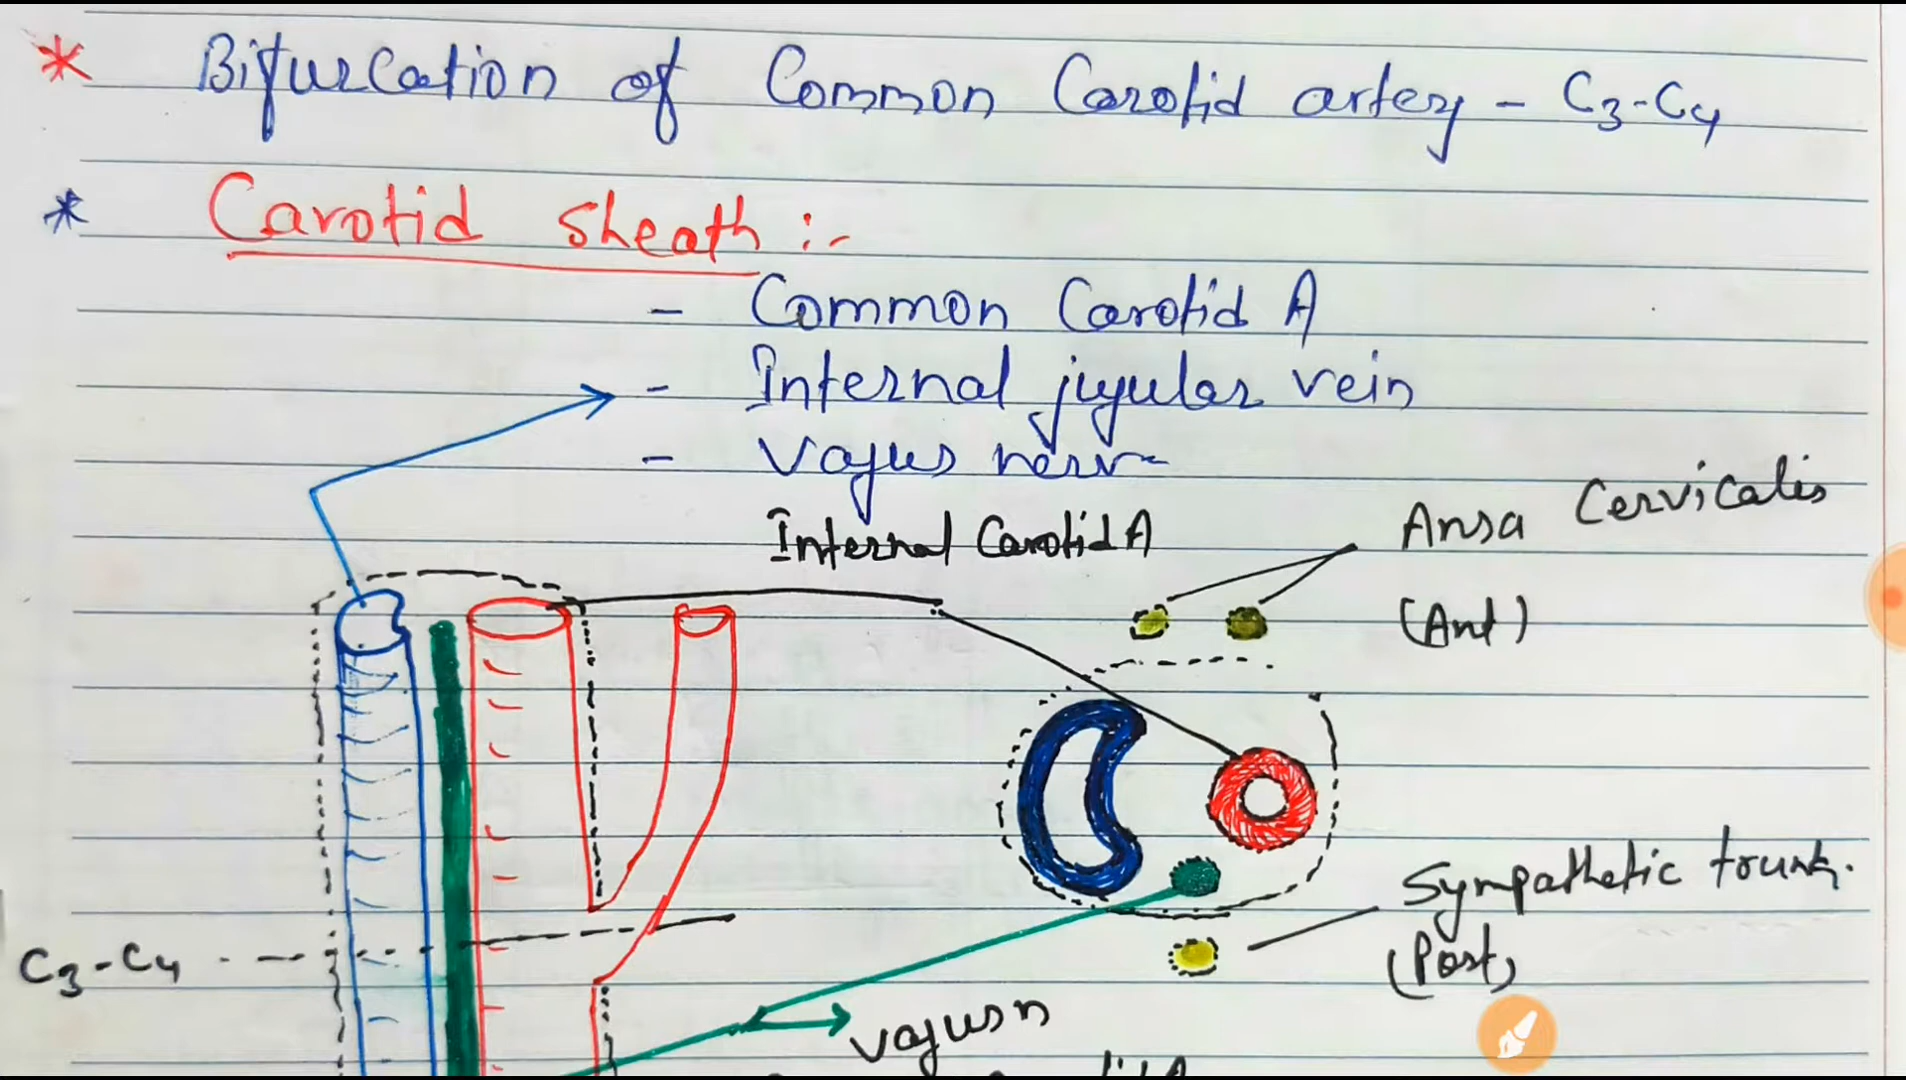 * Bifurcation of Common Carotid artery - C3-C4
* Carotid sheath :-
- Common Carotid A
- Internal jugular vein
- Vagus nerv
Internal Carotid A
Ansa Cervicalis
(Ant)
Sympathetic trunk.
(Post)
C3-C4
vagus n